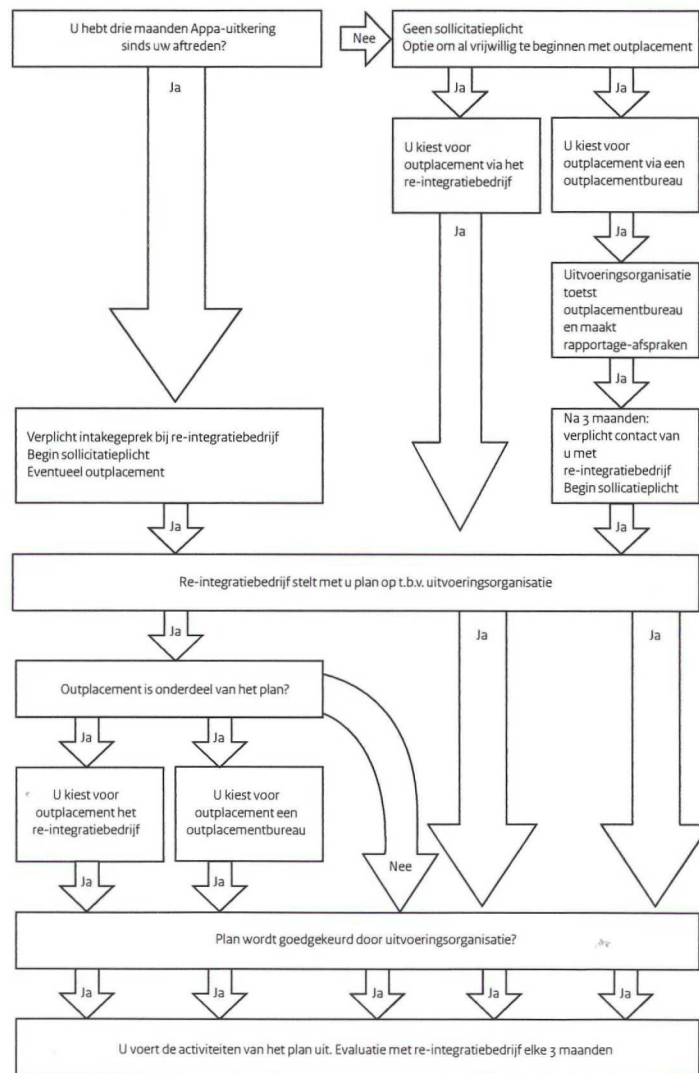 U hebt drie maanden Appa-uitkering
sinds uw aftreden?
Nee
Geen sollicitatieplicht
Optie om al vrijwillig te beginnen met outplacement
Ja
Ja
Ja
U kiest voor
outplacement via het
re-integratiebedrijf
U kiest voor
outplacement via een
outplacementbureau
Ja
Ja
Uitvoeringsorganisatie
toetst
outplacementbureau
en maakt
rapportage-afspraken
Ja
Verplicht intakegeprek bij re-integratiebedrijf
Begin sollicitatieplicht
Eventueel outplacement
Na 3 maanden:
verplicht contact van
u met
re-integratiebedrijf
Begin sollicatieplicht
Ja
Ja
Re-integratiebedrijf stelt met u plan op t.b.v. uitvoeringsorganisatie
Ja
Ja
Ja
Outplacement is onderdeel van het plan?
Ja
Ja
U kiest voor
outplacement het
re-integratiebedrijf
U kiest voor
outplacement een
outplacementbureau
Nee
Ja
Ja
Plan wordt goedgekeurd door uitvoeringsorganisatie?
Ja
Ja
Ja
Ja
Ja
U voert de activiteiten van het plan uit. Evaluatie met re-integratiebedrijf elke 3 maanden